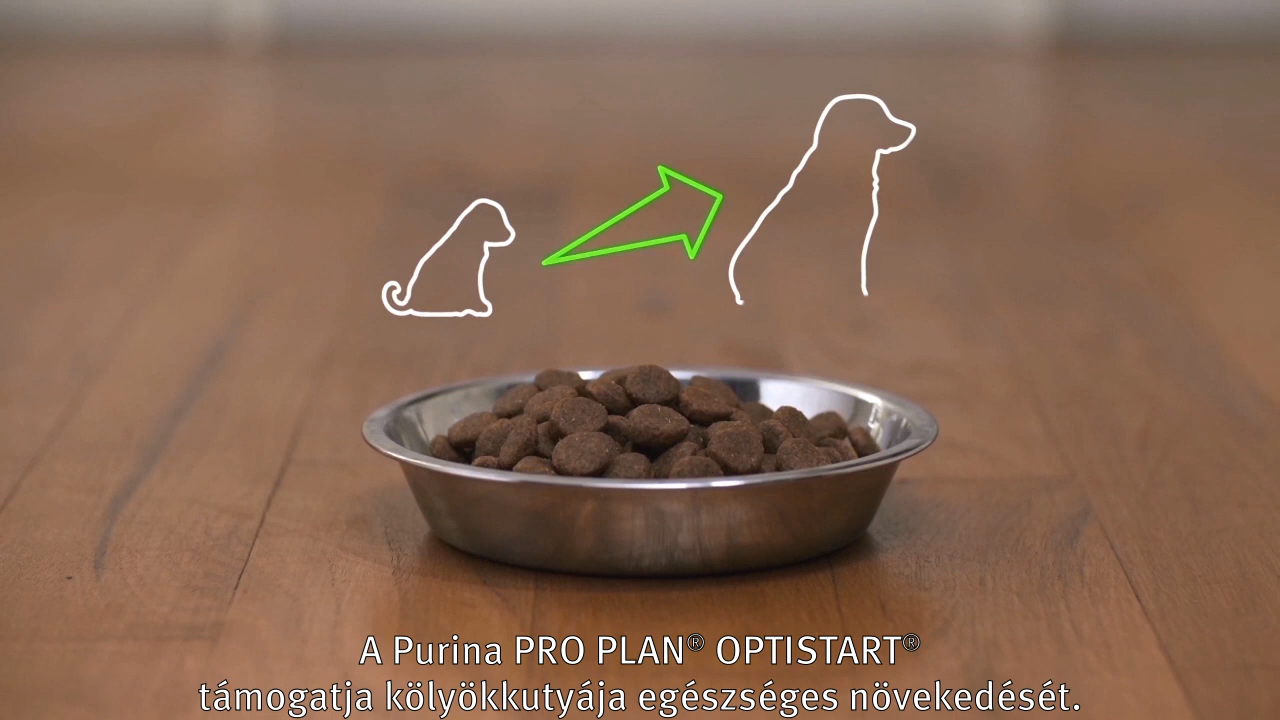 A Purina PRO PLAN® OPTISTART®
támogatja kölyökkutyája egészséges növekedését.